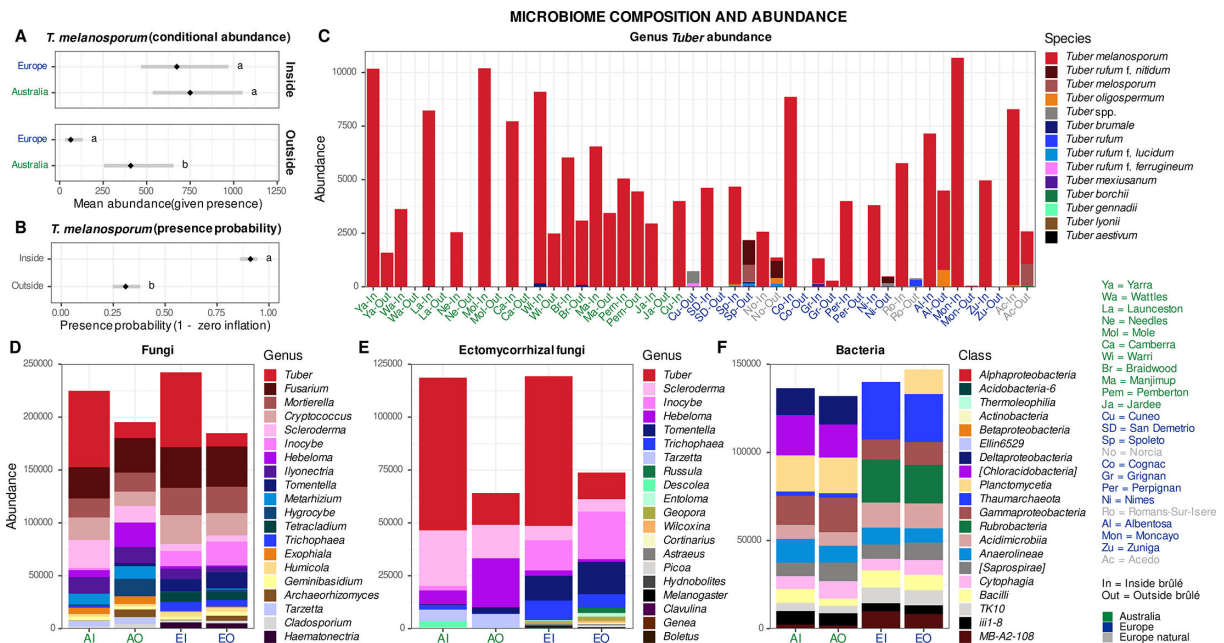 MICROBIOME COMPOSITION AND ABUNDANCE
A
T. melanosporum (conditional abundance)
Europe
a
Australia
a
Inside
Europe
a
Australia
b
Outside
0
250
500
750
1000
1250
Mean abundance(given presence)
B
T. melanosporum (presence probability)
Inside
a
Outside
b
0.00
0.25
0.50
0.75
1.00
Presence probability (1 - zero inflation)
C
Genus Tuber abundance
Abundance
10000
7500
5000
2500
0
Ya-In
Ya-Out
Wa-In
Wa-Out
La-In
La-Out
Ne-In
Ne-Out
Mol-In
Mol-Out
Ca-In
Ca-Out
Wi-In
Wi-Out
Br-In
Br-Out
Ma-In
Ma-Out
Pem-In
Pem-Out
Ja-In
Ja-Out
Cu-In
Cu-Out
SD-In
SD-Out
Sp-In
Sp-Out
No-In
No-Out
Co-In
Co-Out
Gr-In
Gr-Out
Per-In
Per-Out
Ni-In
Ni-Out
Ro-In
Ro-Out
Al-In
Al-Out
Mon-In
Mon-Out
Zu-In
Zu-Out
Ac-In
Ac-Out
Species
Tuber melanosporum
Tuber rufum f. nitidum
Tuber melosporum
Tuber oligospermum
Tuber spp.
Tuber brumale
Tuber rufum
Tuber rufum f. lucidum
Tuber rufum f. ferrugineum
Tuber mexiusanum
Tuber borchii
Tuber gennadii
Tuber lyonii
Tuber aestivum
D
Fungi
Abundance
250000
200000
150000
100000
50000
0
AI
AO
EI
EO
Genus
Tuber
Fusarium
Mortierella
Cryptococcus
Scleroderma
Inocybe
Hebeloma
Ilyonectria
Tomentella
Metarhizium
Hygrocybe
Tetracladium
Trichophaea
Exophiala
Humicola
Geminibasidium
Archaeorhizomyces
Tarzetta
Cladosporium
Haematonectria
E
Ectomycorrhizal fungi
125000
100000
75000
50000
25000
0
AI
AO
EI
EO
Genus
Tuber
Scleroderma
Inocybe
Hebeloma
Tomentella
Trichophaea
Tarzetta
Russula
Descolea
Entoloma
Geopora
Wilcoxina
Cortinarius
Astraeus
Picoa
Hydnobolites
Melanogaster
Clavulina
Genea
Boletus
F
Bacteria
150000
100000
50000
0
AI
AO
EI
EO
Class
Alphaproteobacteria
Acidobacteria-6
Thermoleophilia
Actinobacteria
Betaproteobacteria
Ellin6529
Deltaproteobacteria
[Chloracidobacteria]
Planctomycetia
Thaumarchaeota
Gammaproteobacteria
Rubrobacteria
Acidimicrobiia
Anaerolineae
[Saprospirae]
Cytophagia
Bacilli
TK10
iii1-8
MB-A2-108
Ya = Yarra
Wa = Wattles
La = Launceston
Ne = Needles
Mol = Mole
Ca = Camberra
Wi = Warri
Br = Braidwood
Ma = Manjimup
Pem = Pemberton
Ja = Jardee
Cu = Cuneo
SD = San Demetrio
Sp = Spoleto
No = Norcia
Co = Cognac
Gr = Grignan
Per = Perpignan
Ni = Nimes
Ro = Romans-Sur-Isere
Al = Albentosa
Mon = Moncayo
Zu = Zuniga
Ac = Acedo
In = Inside brûlé
Out = Outside brûlé
Australia
Europe
Europe natural